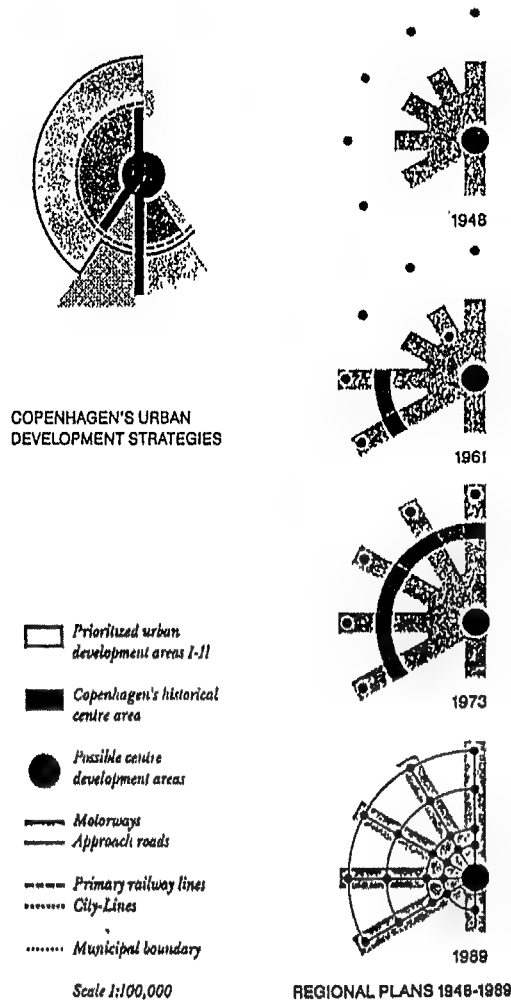 1948
1961
COPENHAGEN'S URBAN
DEVELOPMENT STRATEGIES
1973
Prioritized urban
development areas I-II
Copenhagen's historical
centre area
Possible centre
development areas
Motorways
Approach roads
Primary railway lines
City-Lines
Municipal boundary
Scale 1:100,000
1989
REGIONAL PLANS 1948-1989